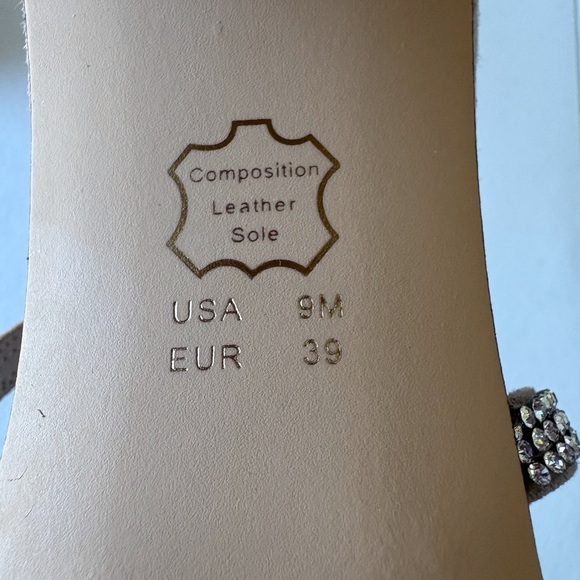 Composition
Leather
Sole
USA 9M
EUR 39